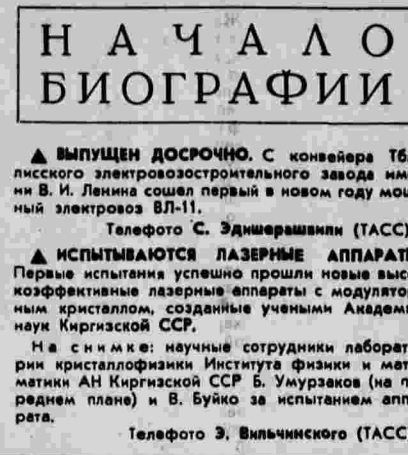 НАЧАЛО
БИОГРАФИИ
▲ ВЫПУЩЕН ДОСРОЧНО. С конвейера Тб
лисского электровозостроительного завода им
ни В. И. Ленина сошел первый в новом году мощ
ный электровоз ВЛ-11.
Телефото С. Эдишерашвили (ТАСС)
▲ ИСПЫТЫВАЮТСЯ ЛАЗЕРНЫЕ АППАРАТ
Первые испытания успешно прошли новые выс
коэффективные лазерные аппараты с модулято
ным кристаллом, созданные учеными Академ
наук Киргизской ССР.
На снимке: научные сотрудники лаборат
рии кристаллофизики Института физики и мат
матики АН Киргизской ССР Б. Умурзаков (на п
реднем плане) и В. Буйко за испытанием апп
рата.
Телефото Э. Вильчинского (ТАСС